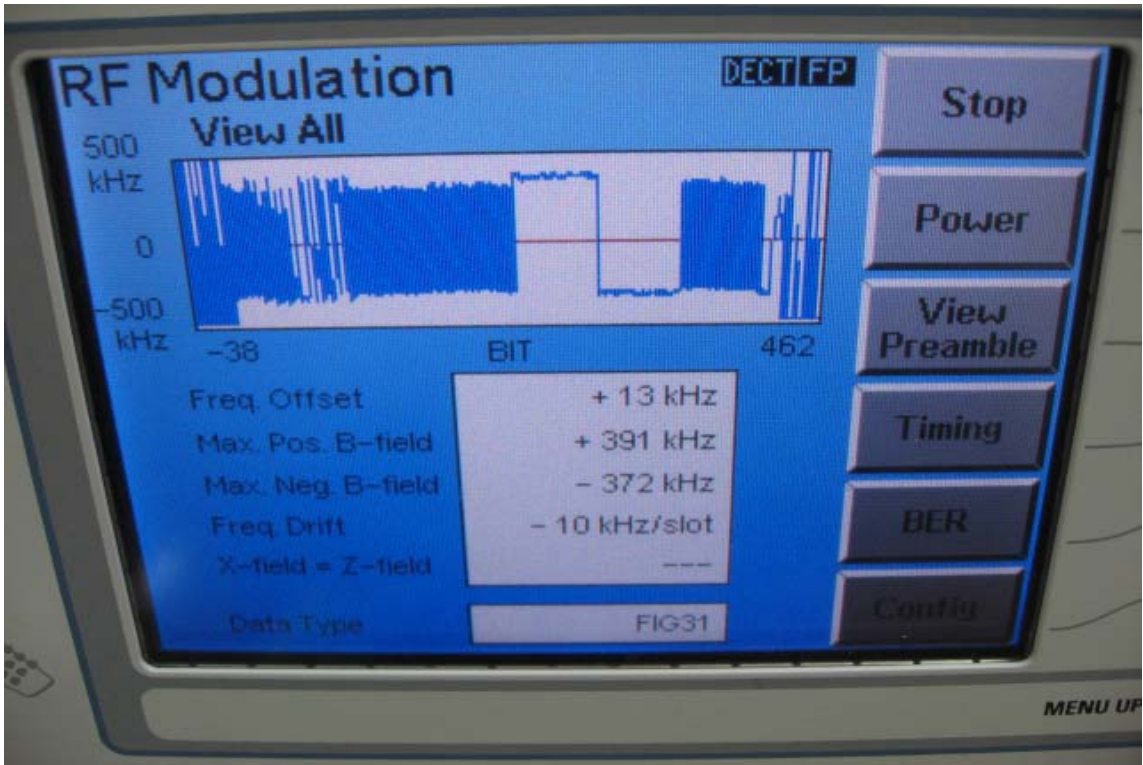 RF Modulation
DECT FP
View All
500
kHz
0
-500
kHz
-38
BIT
462
Freq. Offset + 13 kHz
Max. Pos. B-field + 391 kHz
Max. Neg. B-field - 372 kHz
Freq. Drift - 10 kHz/slot
X-field = Z-field ---
Data Type FIG31
Stop
Power
View
Preamble
Timing
BER
Config
MENU UP